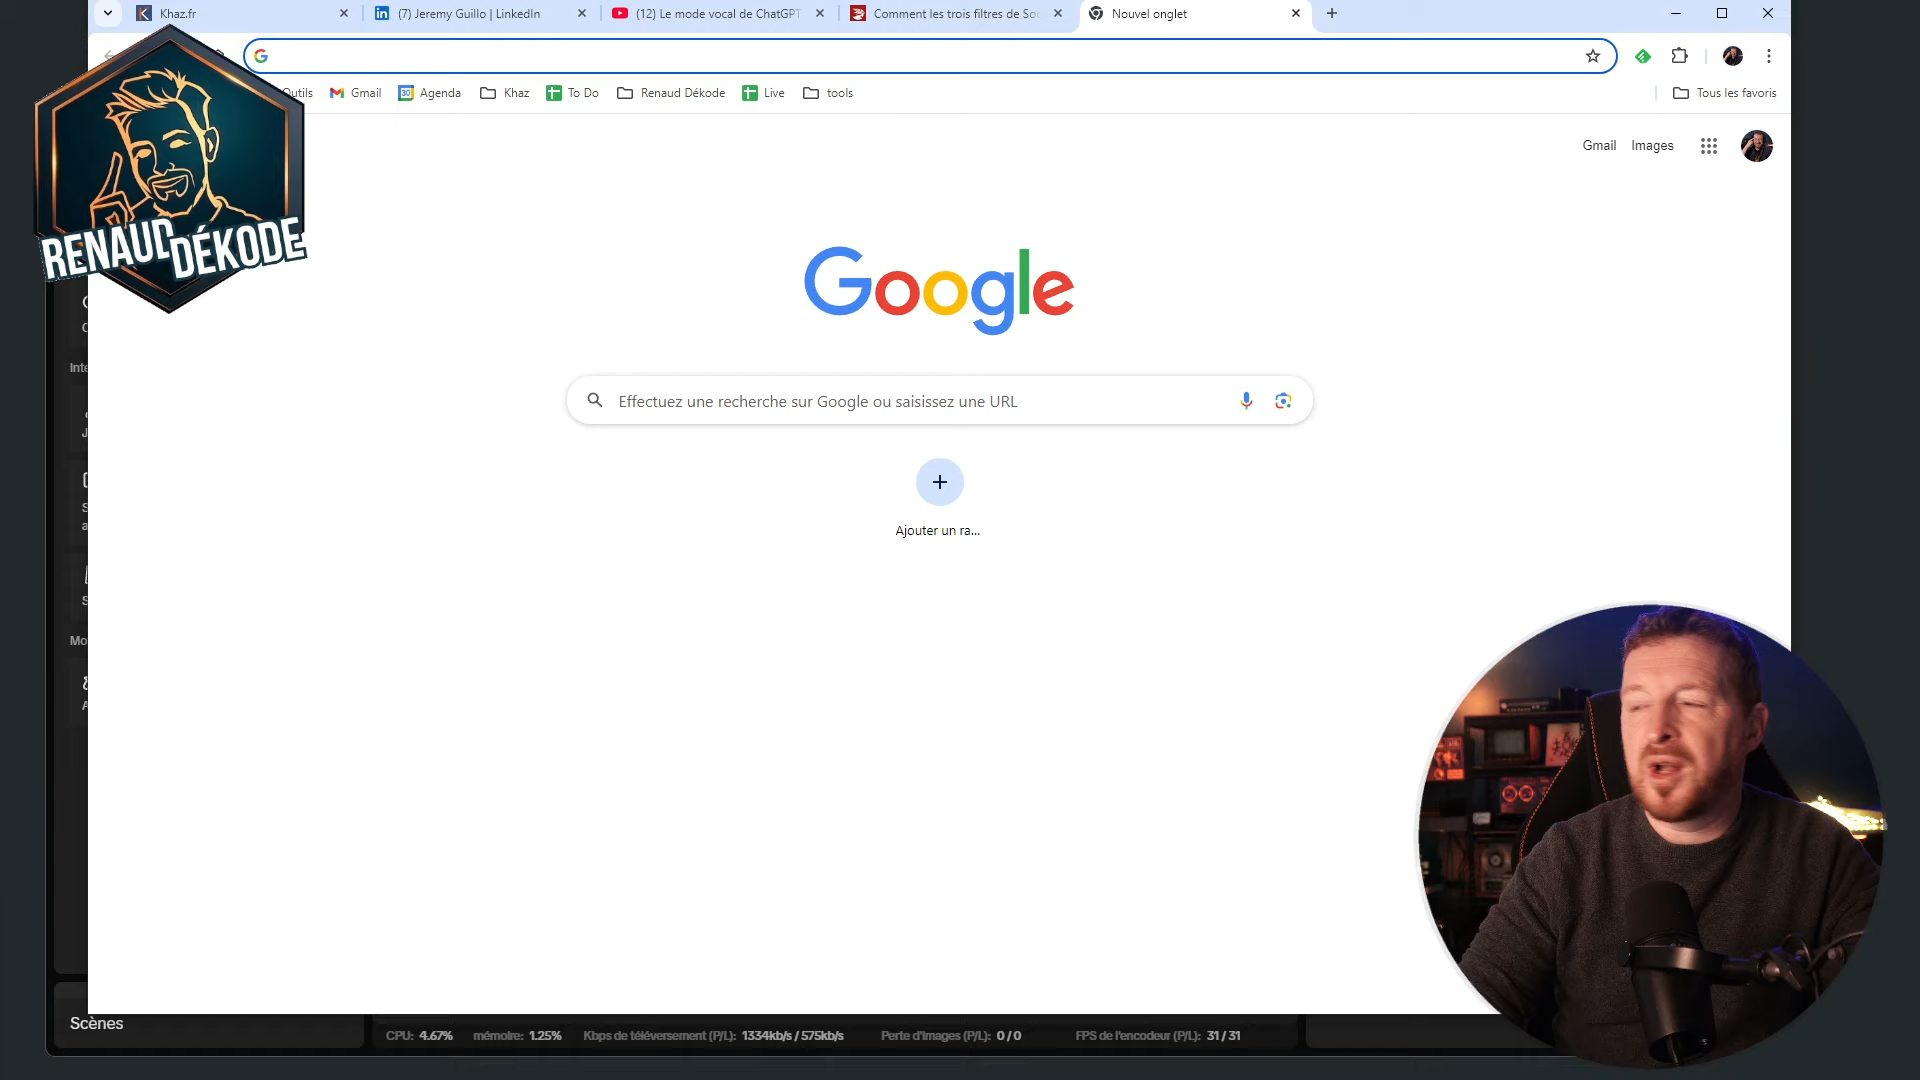 Khaz.fr
(7) Jeremy Guillo | LinkedIn
(12) Le mode vocal de ChatGPT
Comment les trois filtres de Soc
Nouvel onglet
Outils
Gmail
30
Agenda
Khaz
To Do
Renaud Dékode
Live
tools
Tous les favoris
Gmail
Images
RENAUD DÉKODE
Google
Effectuez une recherche sur Google ou saisissez une URL
Ajouter un ra...
Inte
Mo
Scènes
CPU: 4.67%
mémoire: 1.25%
Kbps de téléversement (P/L): 1334kb/s / 575kb/s
Perte d'images (P/L): 0 / 0
FPS de l'encodeur (P/L): 31 / 31